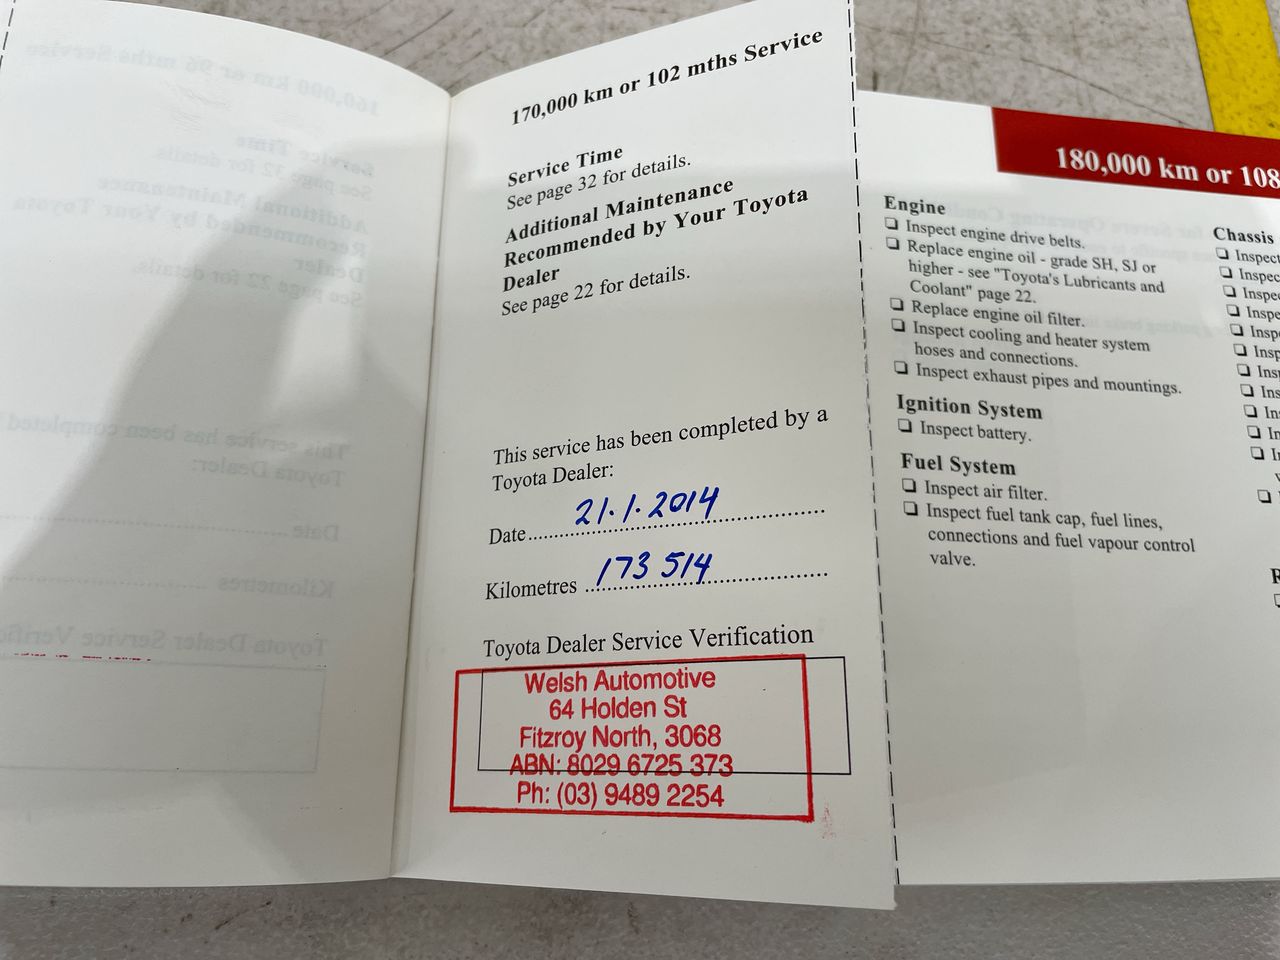 170,000 km or 102 mths Service
Service Time
See page 32 for details.
Additional Maintenance
Recommended by Your Toyota
Dealer
See page 22 for details.
This service has been completed by a
Toyota Dealer:
Date 21.1.2014
Kilometres 173 514
Toyota Dealer Service Verification
Welsh Automotive
64 Holden St
Fitzroy North, 3068
ABN: 8029 6725 373
Ph: (03) 9489 2254
180,000 km or 108
Engine
❏ Inspect engine drive belts.
❏ Replace engine oil - grade SH, SJ or
higher - see "Toyota's Lubricants and
Coolant" page 22.
❏ Replace engine oil filter.
❏ Inspect cooling and heater system
hoses and connections.
❏ Inspect exhaust pipes and mountings.
Ignition System
❏ Inspect battery.
Fuel System
❏ Inspect air filter.
❏ Inspect fuel tank cap, fuel lines,
connections and fuel vapour control
valve.
Chassis
❏ Inspect